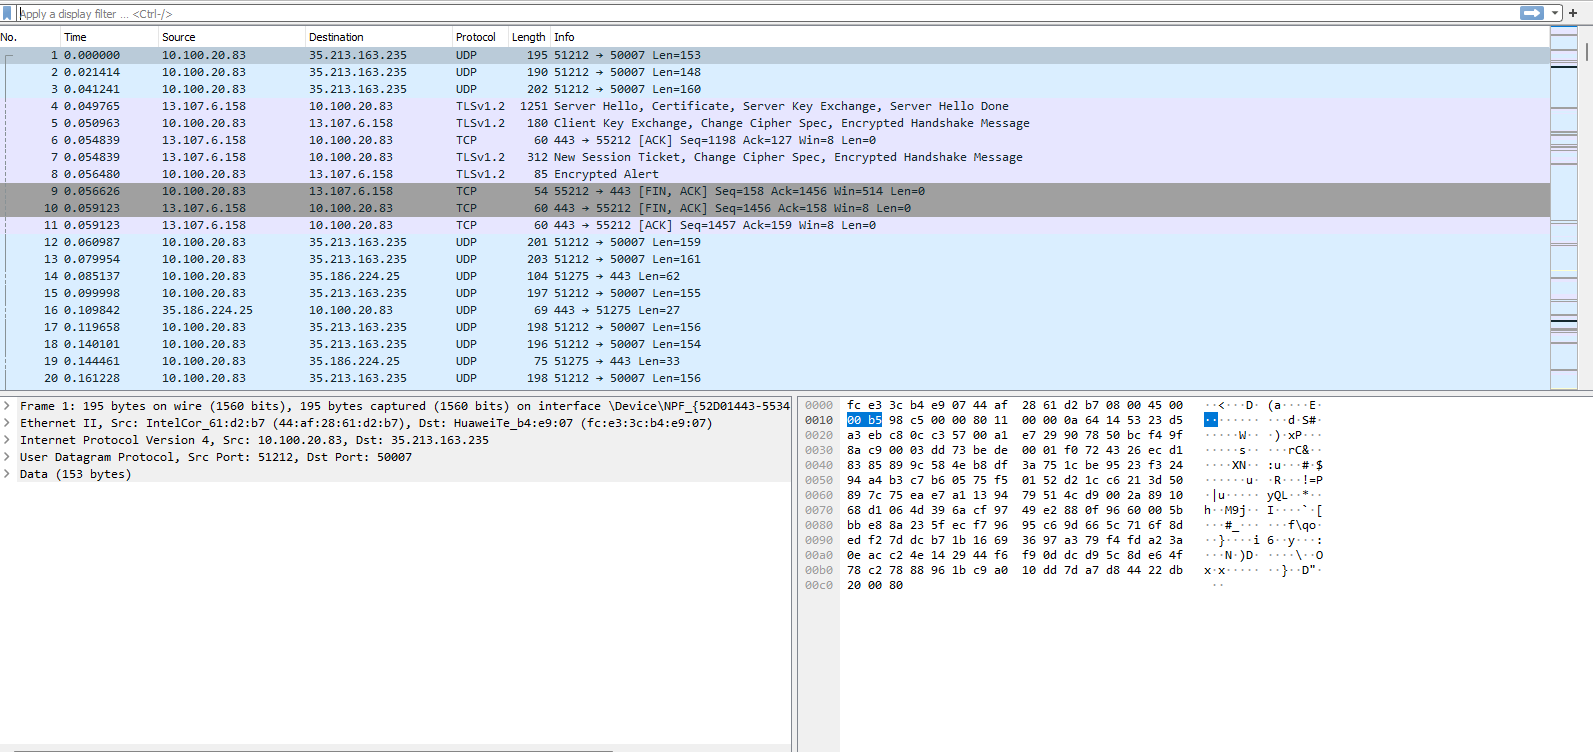 Apply a display filter ... <Ctrl-/>
No. Time Source Destination Protocol Length Info
1 0.000000 10.100.20.83 35.213.163.235 UDP 195 51212 → 50007 Len=153
2 0.021414 10.100.20.83 35.213.163.235 UDP 190 51212 → 50007 Len=148
3 0.041241 10.100.20.83 35.213.163.235 UDP 202 51212 → 50007 Len=160
4 0.049765 13.107.6.158 10.100.20.83 TLSv1.2 1251 Server Hello, Certificate, Server Key Exchange, Server Hello Done
5 0.050963 10.100.20.83 13.107.6.158 TLSv1.2 180 Client Key Exchange, Change Cipher Spec, Encrypted Handshake Message
6 0.054839 13.107.6.158 10.100.20.83 TCP 60 443 → 55212 [ACK] Seq=1198 Ack=127 Win=8 Len=0
7 0.054839 13.107.6.158 10.100.20.83 TLSv1.2 312 New Session Ticket, Change Cipher Spec, Encrypted Handshake Message
8 0.056480 10.100.20.83 13.107.6.158 TLSv1.2 85 Encrypted Alert
9 0.056626 10.100.20.83 13.107.6.158 TCP 54 55212 → 443 [FIN, ACK] Seq=158 Ack=1456 Win=514 Len=0
10 0.059123 13.107.6.158 10.100.20.83 TCP 60 443 → 55212 [FIN, ACK] Seq=1456 Ack=158 Win=8 Len=0
11 0.059123 13.107.6.158 10.100.20.83 TCP 60 443 → 55212 [ACK] Seq=1457 Ack=159 Win=8 Len=0
12 0.060987 10.100.20.83 35.213.163.235 UDP 201 51212 → 50007 Len=159
13 0.079954 10.100.20.83 35.213.163.235 UDP 203 51212 → 50007 Len=161
14 0.085137 10.100.20.83 35.186.224.25 UDP 104 51275 → 443 Len=62
15 0.099998 10.100.20.83 35.213.163.235 UDP 197 51212 → 50007 Len=155
16 0.109842 35.186.224.25 10.100.20.83 UDP 69 443 → 51275 Len=27
17 0.119658 10.100.20.83 35.213.163.235 UDP 198 51212 → 50007 Len=156
18 0.140101 10.100.20.83 35.213.163.235 UDP 196 51212 → 50007 Len=154
19 0.144461 10.100.20.83 35.186.224.25 UDP 75 51275 → 443 Len=33
20 0.161228 10.100.20.83 35.213.163.235 UDP 198 51212 → 50007 Len=156
Frame 1: 195 bytes on wire (1560 bits), 195 bytes captured (1560 bits) on interface \Device\NPF_{52D01443-5534
Ethernet II, Src: IntelCor_61:d2:b7 (44:af:28:61:d2:b7), Dst: HuaweiTe_b4:e9:07 (fc:e3:3c:b4:e9:07)
Internet Protocol Version 4, Src: 10.100.20.83, Dst: 35.213.163.235
User Datagram Protocol, Src Port: 51212, Dst Port: 50007
Data (153 bytes)
0000 fc e3 3c b4 e9 07 44 af 28 61 d2 b7 08 00 45 00 ··<···D· (a····E·
0010 00 b5 98 c5 00 00 80 11 00 00 0a 64 14 53 23 d5 ········ ···d·S#·
0020 a3 eb c8 0c c3 57 00 a1 e7 29 90 78 50 bc f4 9f ·····W·· ·)·xP···
0030 8a c9 00 03 dd 73 be de 00 01 f0 72 43 26 ec d1 ·····s·· ···rC&··
0040 83 85 89 9c 58 4e b8 df 3a 75 1c be 95 23 f3 24 ····XN·· :u···#·$
0050 94 a4 b3 c7 b6 05 75 f5 01 52 d2 1c c6 21 3d 50 ······u· ·R···!=P
0060 89 7c 75 ea e7 a1 13 94 79 51 4c d9 00 2a 89 10 ·|u····· yQL··*··
0070 68 d1 06 4d 39 6a cf 97 49 e2 88 0f 96 60 00 5b h··M9j·· I····`·[
0080 bb e8 8a 23 5f ec f7 96 95 c6 9d 66 5c 71 6f 8d ···#_··· ···f\qo·
0090 ed f2 7d dc b7 1b 16 69 36 97 a3 79 f4 fd a2 3a ··}····i 6··y···:
00a0 0e ac c2 4e 14 29 44 f6 f9 0d dc d9 5c 8d e6 4f ···N·)D· ····\··O
00b0 78 c2 78 88 96 1b c9 a0 10 dd 7d a7 d8 44 22 db x·x····· ··}··D"·
00c0 20 00 80 ··